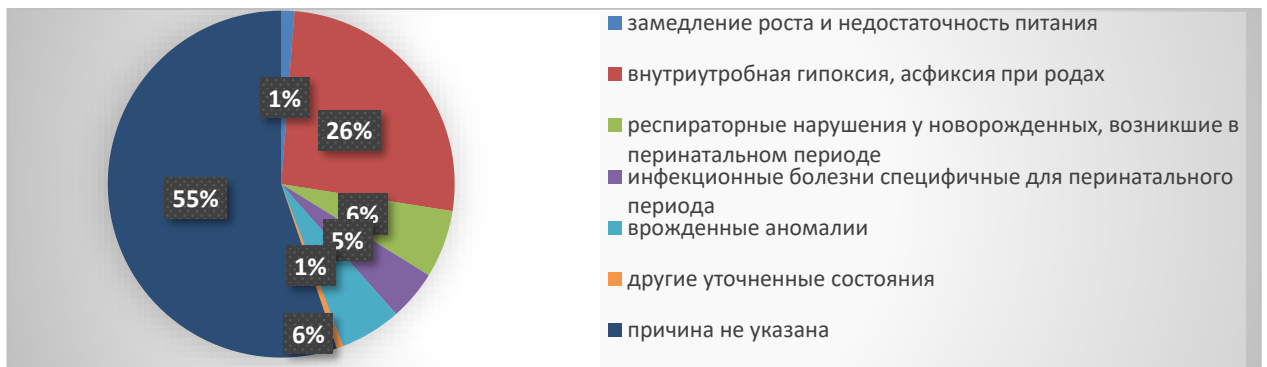 замедление роста и недостаточность питания
внутриутробная гипоксия, асфиксия при родах
респираторные нарушения у новорожденных, возникшие в
перинатальном периоде
инфекционные болезни специфичные для перинатального
периода
врожденные аномалии
другие уточненные состояния
причина не указана
1%
26%
55%
6%
5%
1%
6%